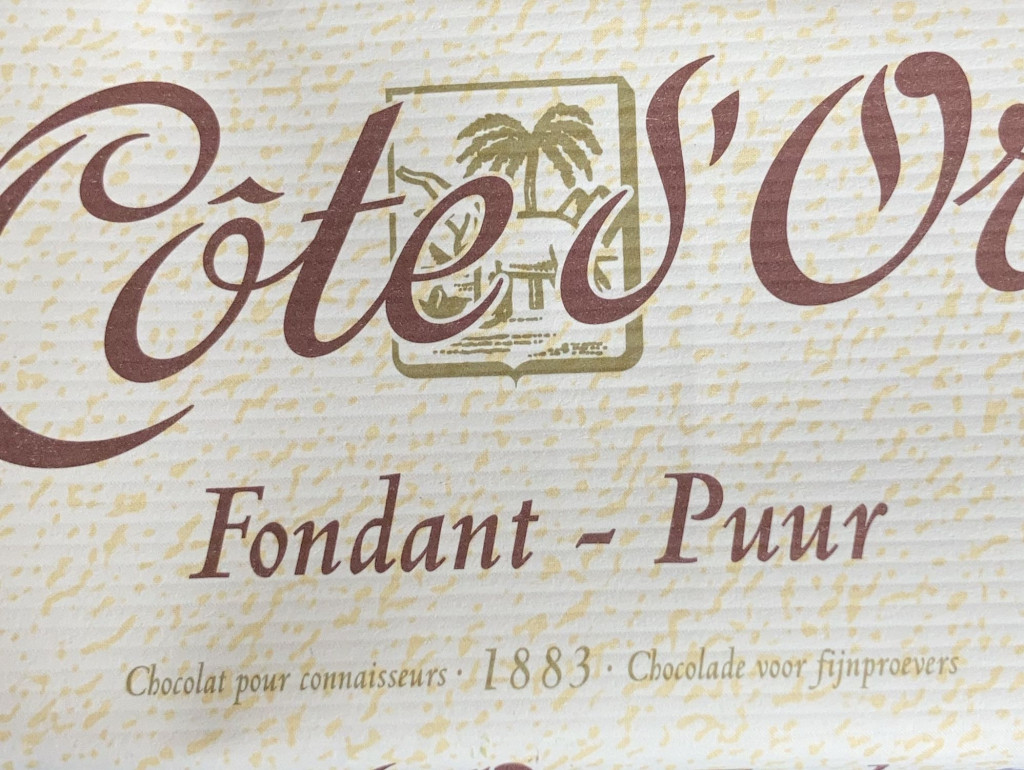 Côte d'Or
Fondant - Puur
Chocolat pour connaisseurs · 1883 · Chocolade voor fijnproevers